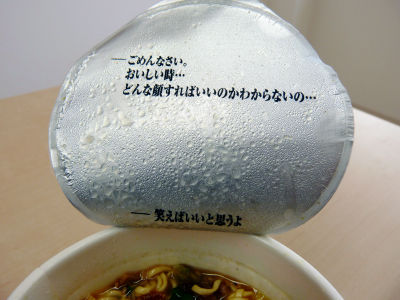 ──ごめんなさい。
おいしい時…
どんな顔すればいいのかわからないの…
── 笑えばいいと思うよ